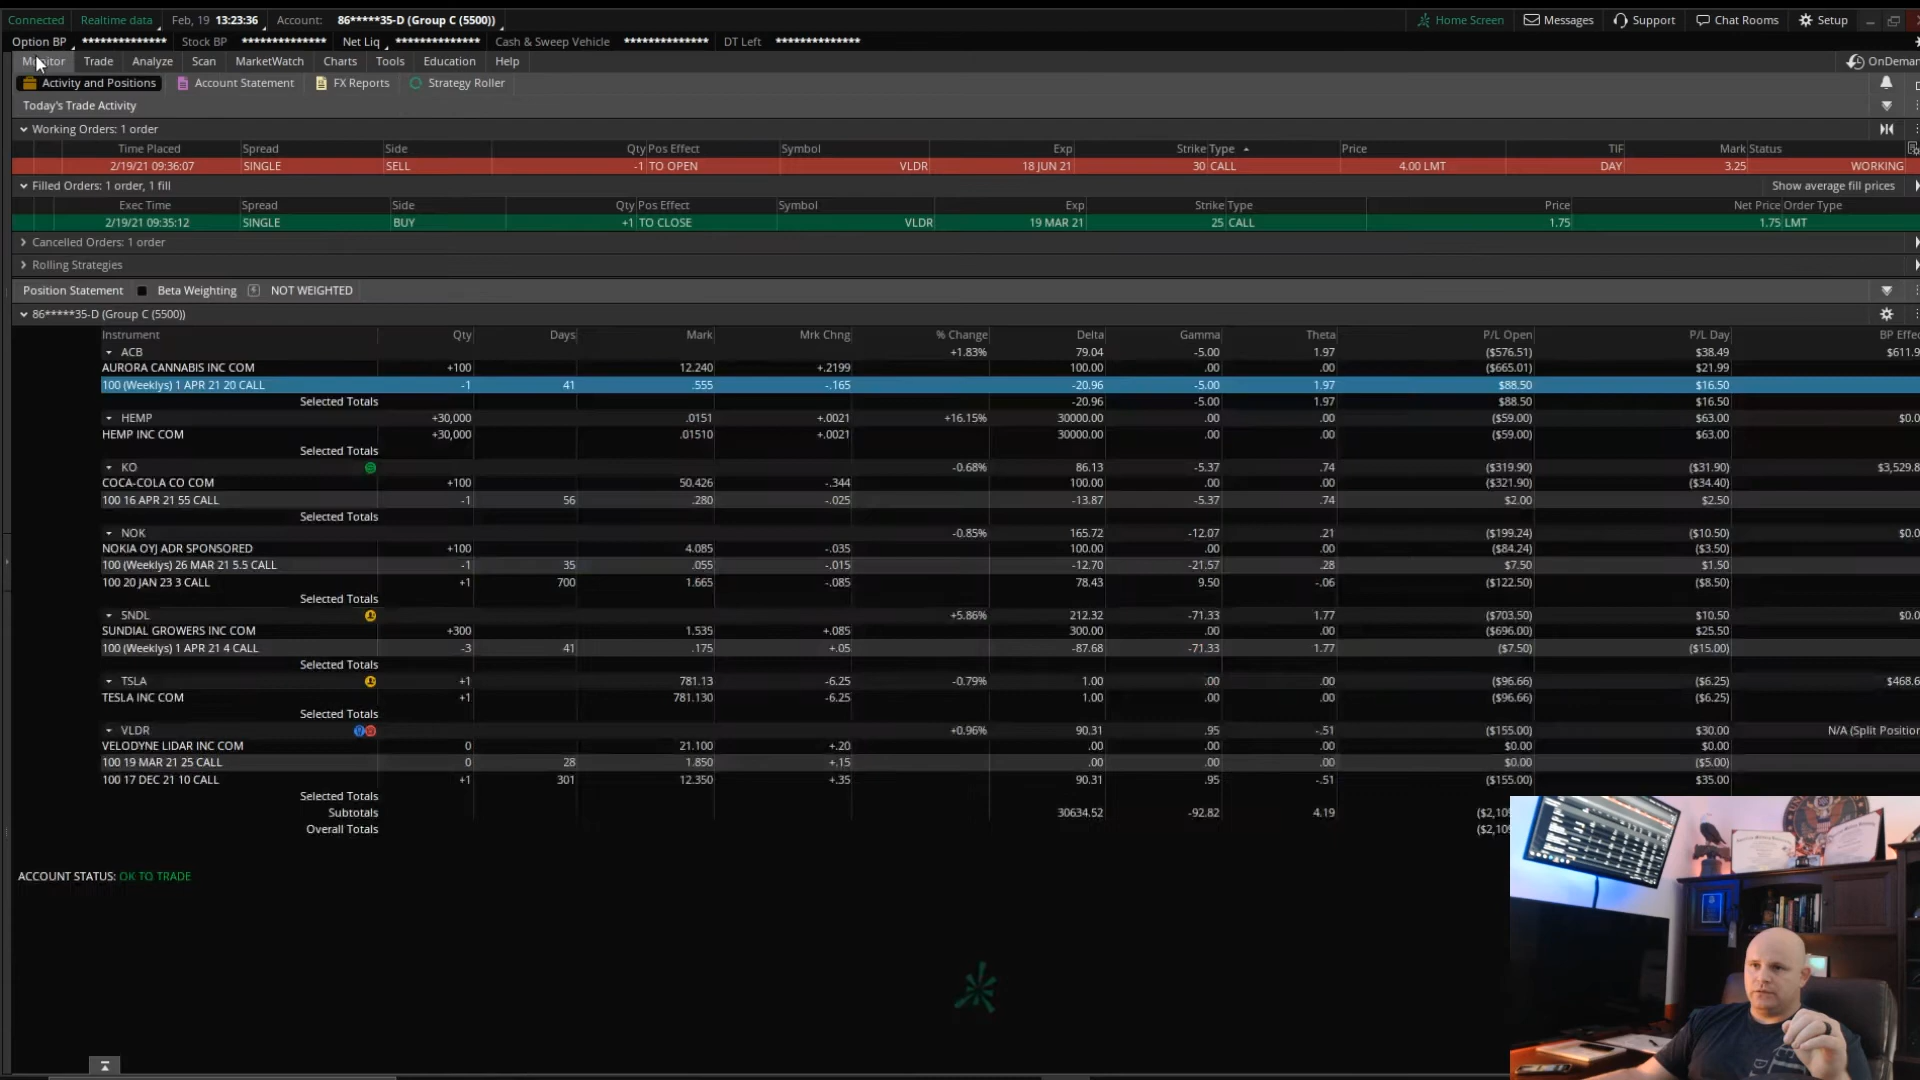 Connected Realtime data Feb, 19 13:23:36 Account: 86*****35-D (Group C (5500)) Home Screen Messages Support Chat Rooms Setup
Option BP ************** Stock BP ************** Net Liq ************** Cash & Sweep Vehicle ************** DT Left **************
Monitor Trade Analyze Scan MarketWatch Charts Tools Education Help OnDeman
Activity and Positions Account Statement FX Reports Strategy Roller
Today's Trade Activity
Working Orders: 1 order
Time Placed Spread Side Qty Pos Effect Symbol Exp Strike Type Price TIF Mark Status
2/19/21 09:36:07 SINGLE SELL -1 TO OPEN VLDR 18 JUN 21 30 CALL 4.00 LMT DAY 3.25 WORKING
Filled Orders: 1 order, 1 fill Show average fill prices
Exec Time Spread Side Qty Pos Effect Symbol Exp Strike Type Price Net Price Order Type
2/19/21 09:35:12 SINGLE BUY +1 TO CLOSE VLDR 19 MAR 21 25 CALL 1.75 1.75 LMT
Cancelled Orders: 1 order
Rolling Strategies
Position Statement Beta Weighting NOT WEIGHTED
86*****35-D (Group C (5500))
Instrument Qty Days Mark Mrk Chng % Change Delta Gamma Theta P/L Open P/L Day BP Effec
ACB +1.83% 79.04 -5.00 1.97 ($576.51) $38.49 $611.9
AURORA CANNABIS INC COM +100 12.240 +.2199 100.00 .00 .00 ($665.01) $21.99
100 (Weeklys) 1 APR 21 20 CALL -1 41 .555 -.165 -20.96 -5.00 1.97 $88.50 $16.50
Selected Totals -20.96 -5.00 1.97 $88.50 $16.50
HEMP +30,000 .0151 +.0021 +16.15% 30000.00 .00 .00 ($59.00) $63.00 $0.0
HEMP INC COM +30,000 .01510 +.0021 30000.00 .00 .00 ($59.00) $63.00
Selected Totals
KO -0.68% 86.13 -5.37 .74 ($319.90) ($31.90) $3,529.8
COCA-COLA CO COM +100 50.426 -.344 100.00 .00 .00 ($321.90) ($34.40)
100 16 APR 21 55 CALL -1 56 .280 -.025 -13.87 -5.37 .74 $2.00 $2.50
Selected Totals
NOK -0.85% 165.72 -12.07 .21 ($199.24) ($10.50) $0.0
NOKIA OYJ ADR SPONSORED +100 4.085 -.035 100.00 .00 .00 ($84.24) ($3.50)
100 (Weeklys) 26 MAR 21 5.5 CALL -1 35 .055 -.015 -12.70 -21.57 .28 $7.50 $1.50
100 20 JAN 23 3 CALL +1 700 1.665 -.085 78.43 9.50 -.06 ($122.50) ($8.50)
Selected Totals
SNDL +5.86% 212.32 -71.33 1.77 ($703.50) $10.50 $0.0
SUNDIAL GROWERS INC COM +300 1.535 +.085 300.00 .00 .00 ($696.00) $25.50
100 (Weeklys) 1 APR 21 4 CALL -3 41 .175 +.05 -87.68 -71.33 1.77 ($7.50) ($15.00)
Selected Totals
TSLA +1 781.13 -6.25 -0.79% 1.00 .00 .00 ($96.66) ($6.25) $468.6
TESLA INC COM +1 781.130 -6.25 1.00 .00 .00 ($96.66) ($6.25)
Selected Totals
VLDR +0.96% 90.31 .95 -.51 ($155.00) $30.00 N/A (Split Position
VELODYNE LIDAR INC COM 0 21.100 +.20 .00 .00 .00 $0.00 $0.00
100 19 MAR 21 25 CALL 0 28 1.850 +.15 .00 .00 .00 $0.00 ($5.00)
100 17 DEC 21 10 CALL +1 301 12.350 +.35 90.31 .95 -.51 ($155.00) $35.00
Selected Totals
Subtotals 30634.52 -92.82 4.19
Overall Totals
ACCOUNT STATUS: OK TO TRADE